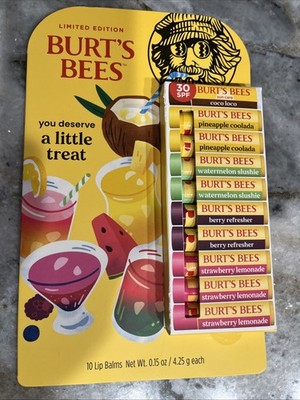 LIMITED EDITION
BURT'S
BEES™
you deserve
a little
treat
30
SPF
BURT'S BEES
coco loco
BURT'S BEES
pineapple coolada
BURT'S BEES
pineapple coolada
BURT'S BEES
watermelon slushie
BURT'S BEES
watermelon slushie
BURT'S BEES
berry refresher
BURT'S BEES
berry refresher
BURT'S BEES
strawberry lemonade
BURT'S BEES
strawberry lemonade
BURT'S BEES
strawberry lemonade
10 Lip Balms Net Wt. 0.15 oz / 4.25 g each